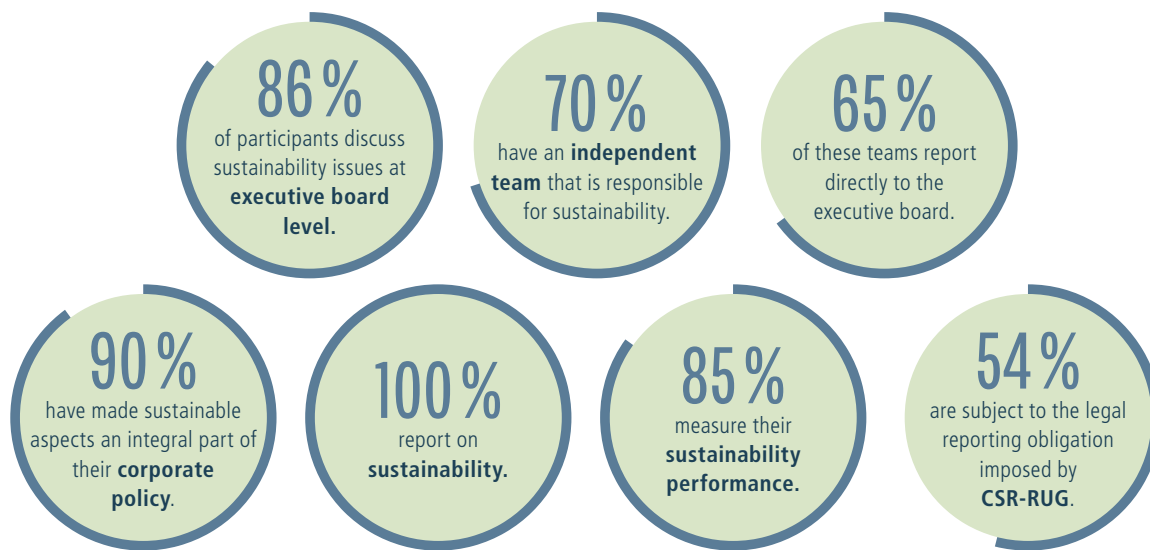 86 %
of participants discuss
sustainability issues at
executive board
level.
70 %
have an independent
team that is responsible
for sustainability.
65 %
of these teams report
directly to the
executive board.
90 %
have made sustainable
aspects an integral part of
their corporate
policy.
100 %
report on
sustainability.
85 %
measure their
sustainability
performance.
54 %
are subject to the legal
reporting obligation
imposed by
CSR-RUG.